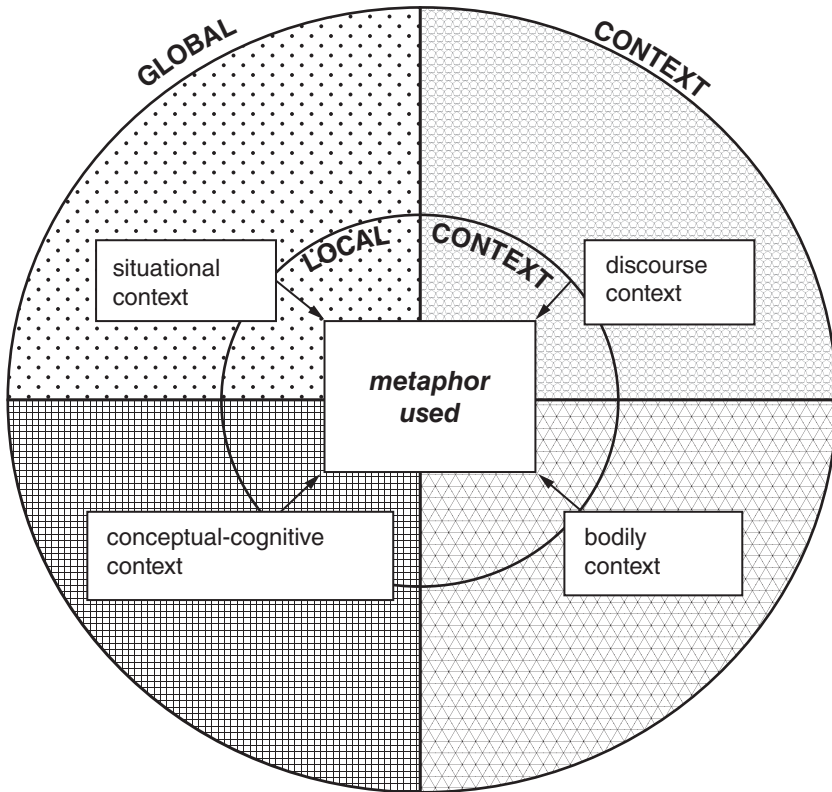 GLOBAL
CONTEXT
LOCAL
CONTEXT
situational
context
discourse
context
metaphor
used
conceptual-cognitive
context
bodily
context